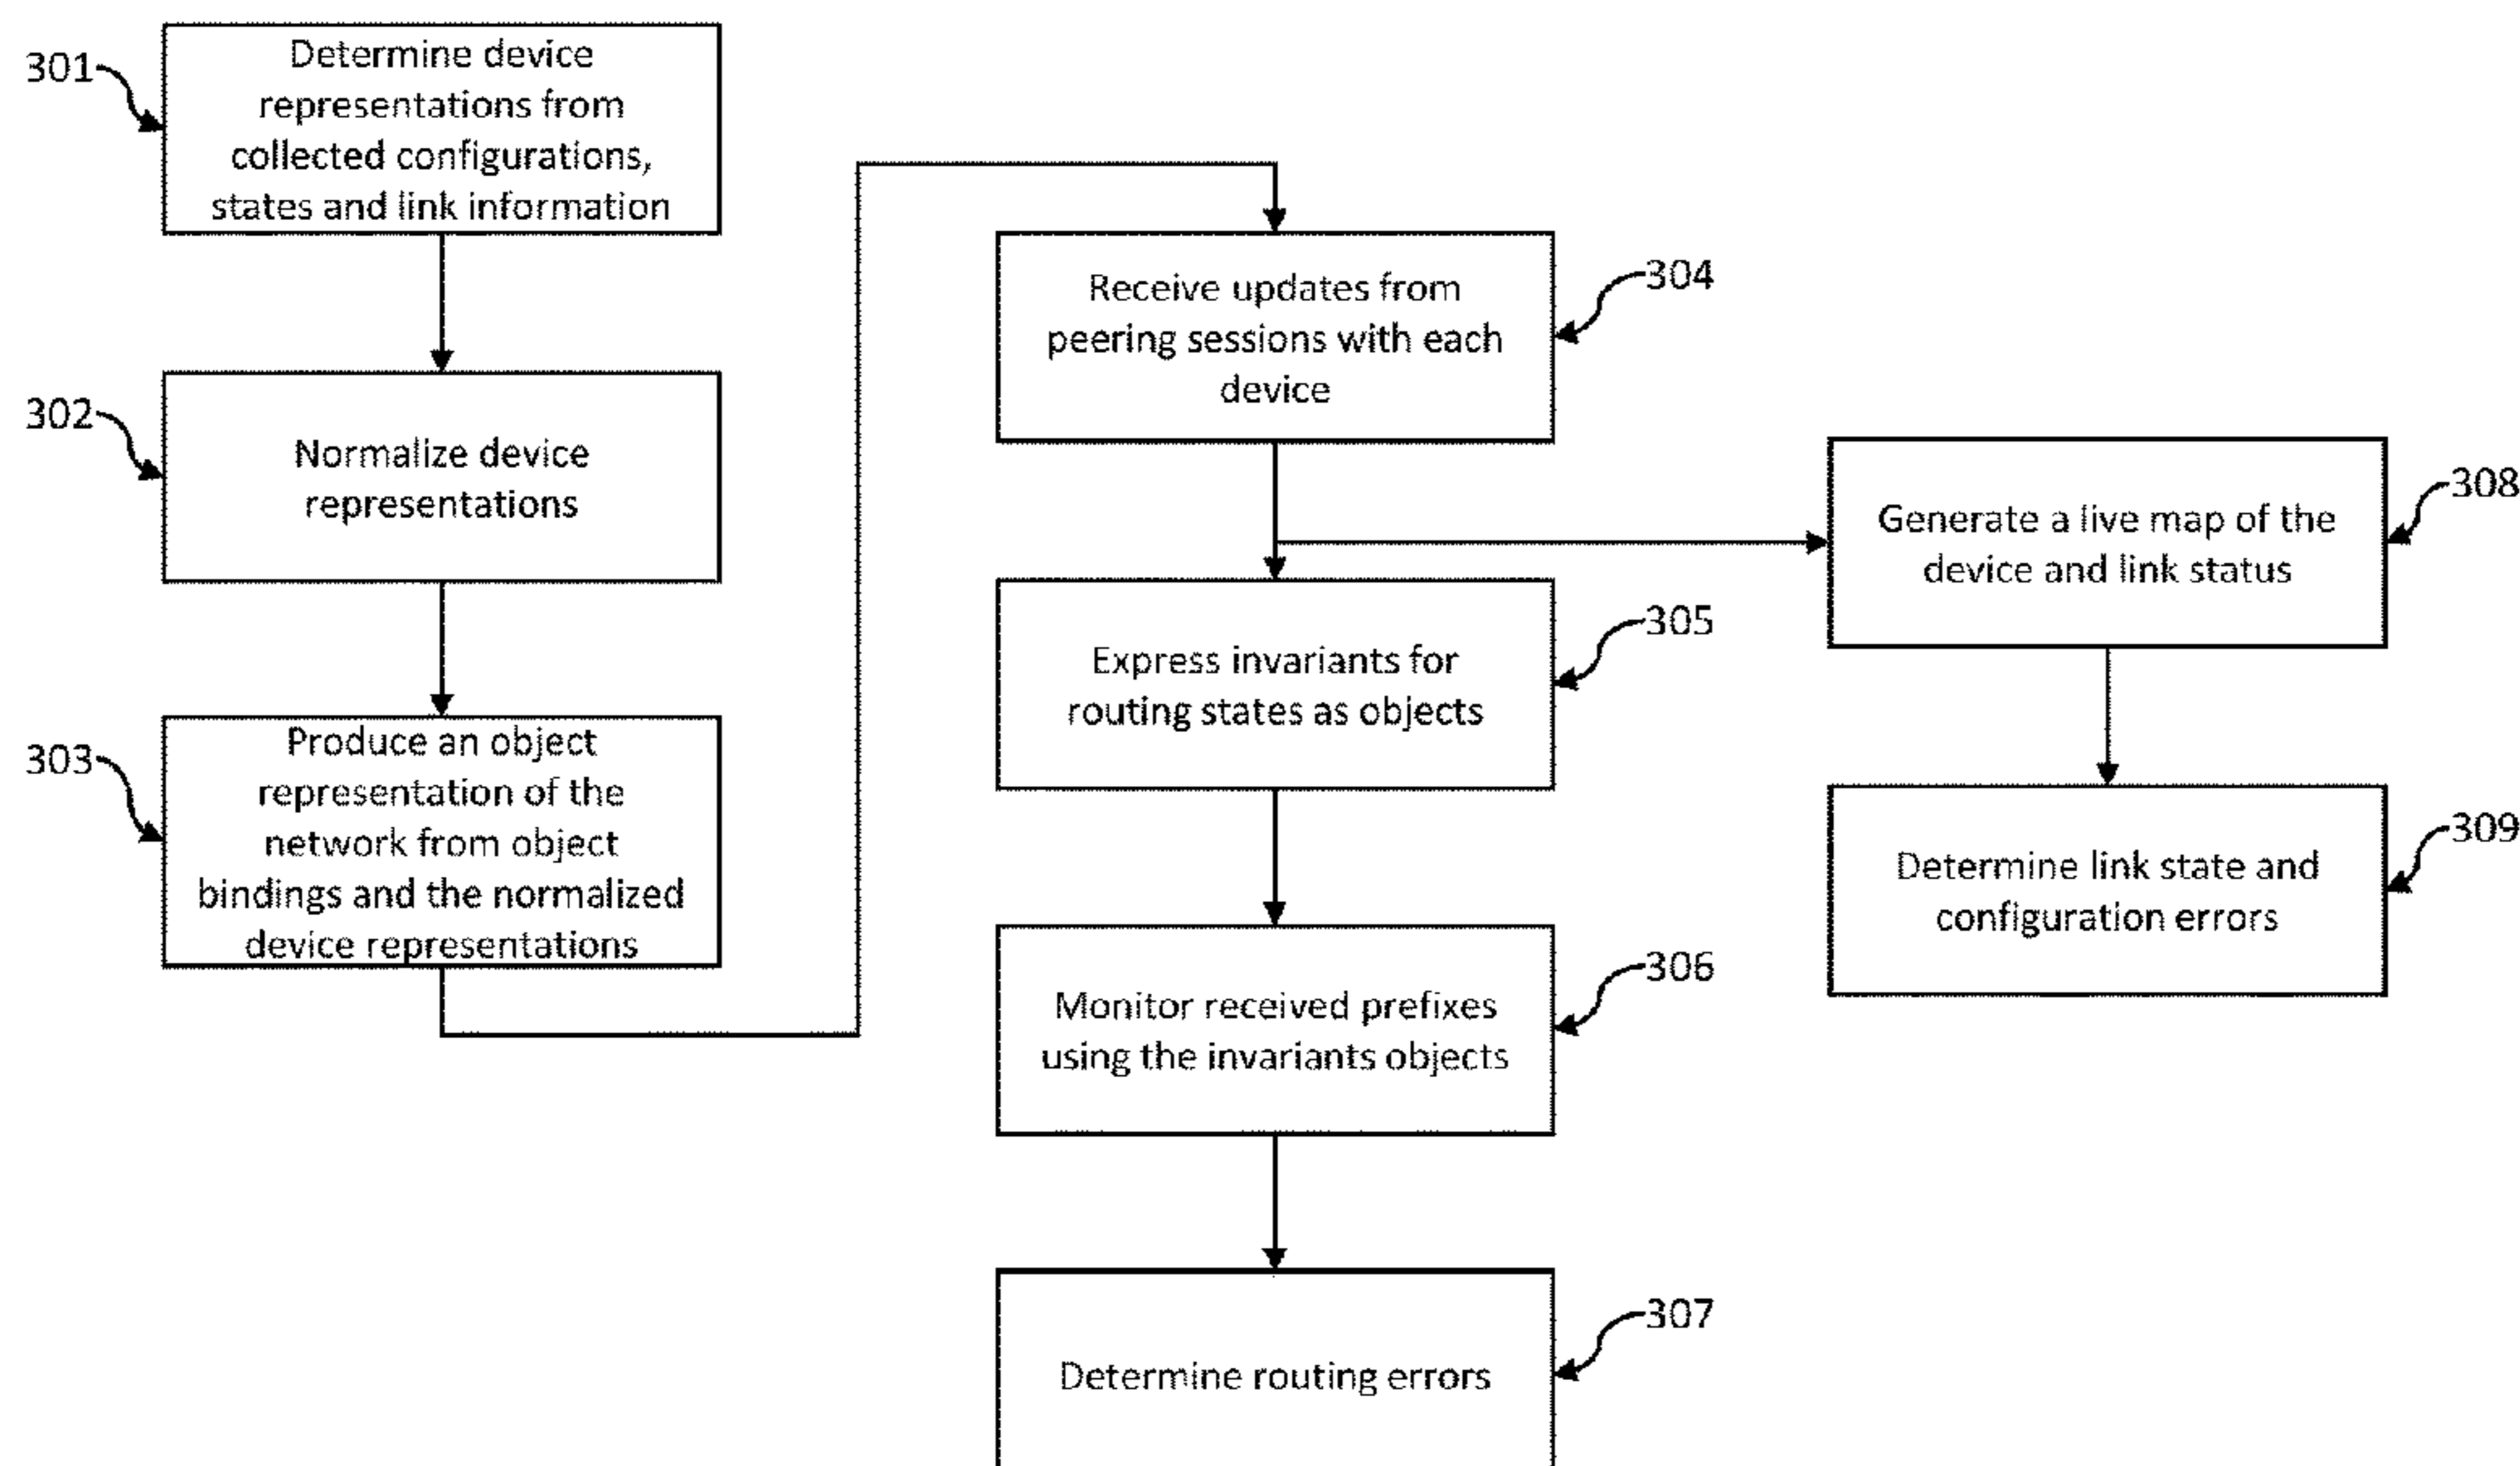 301
Determine device
representations from
collected configurations,
states and link information
302
Normalize device
representations
303
Produce an object
representation of the
network from object
bindings and the normalized
device representations
304
Receive updates from
peering sessions with each
device
305
Express invariants for
routing states as objects
306
Monitor received prefixes
using the invariants objects
307
Determine routing errors
308
Generate a live map of the
device and link status
309
Determine link state and
configuration errors